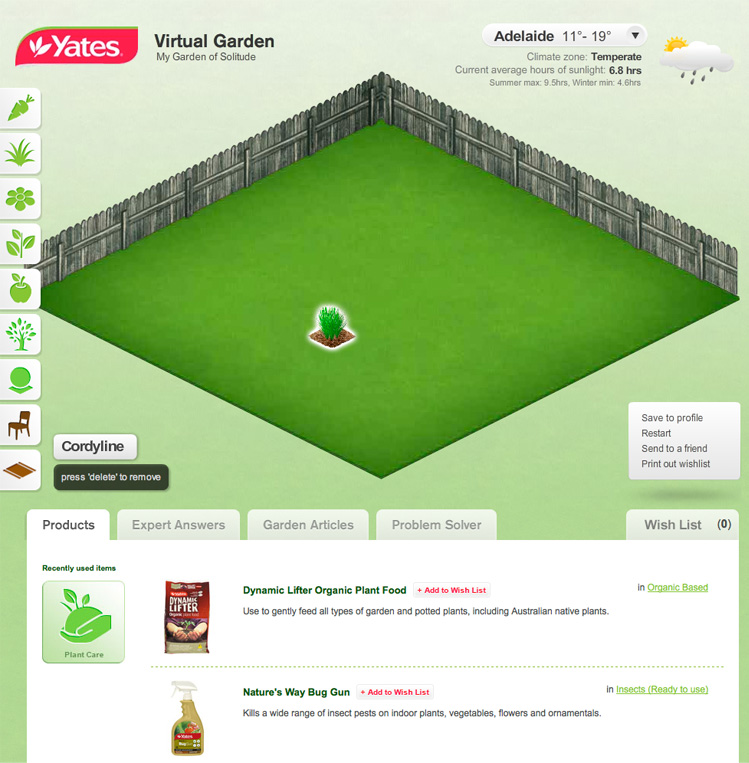 Yates
Virtual Garden
My Garden of Solitude
Adelaide 11°- 19°
Climate zone: Temperate
Current average hours of sunlight: 6.8 hrs
Summer max: 9.5hrs, Winter min: 4.6hrs
Cordyline
press 'delete' to remove
Save to profile
Restart
Send to a friend
Print out wishlist
Products
Expert Answers
Garden Articles
Problem Solver
Wish List (0)
Recently used items
Plant Care
DYNAMIC
LIFTER
Dynamic Lifter Organic Plant Food
+ Add to Wish List
in Organic Based
Use to gently feed all types of garden and potted plants, including Australian native plants.
Yates
Nature's Way Bug Gun
+ Add to Wish List
in Insects (Ready to use)
Kills a wide range of insect pests on indoor plants, vegetables, flowers and ornamentals.